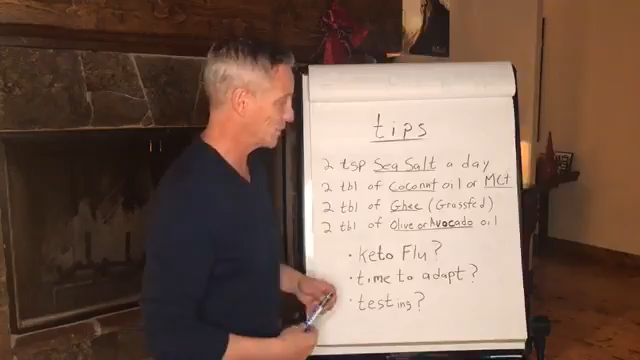 tips
2 tsp Sea Salt a day
2 tbl of Coconut oil or MCT
2 tbl of Ghee (Grassfed)
2 tbl of Olive or Avocado oil
• keto Flu?
• time to adapt?
• testing?